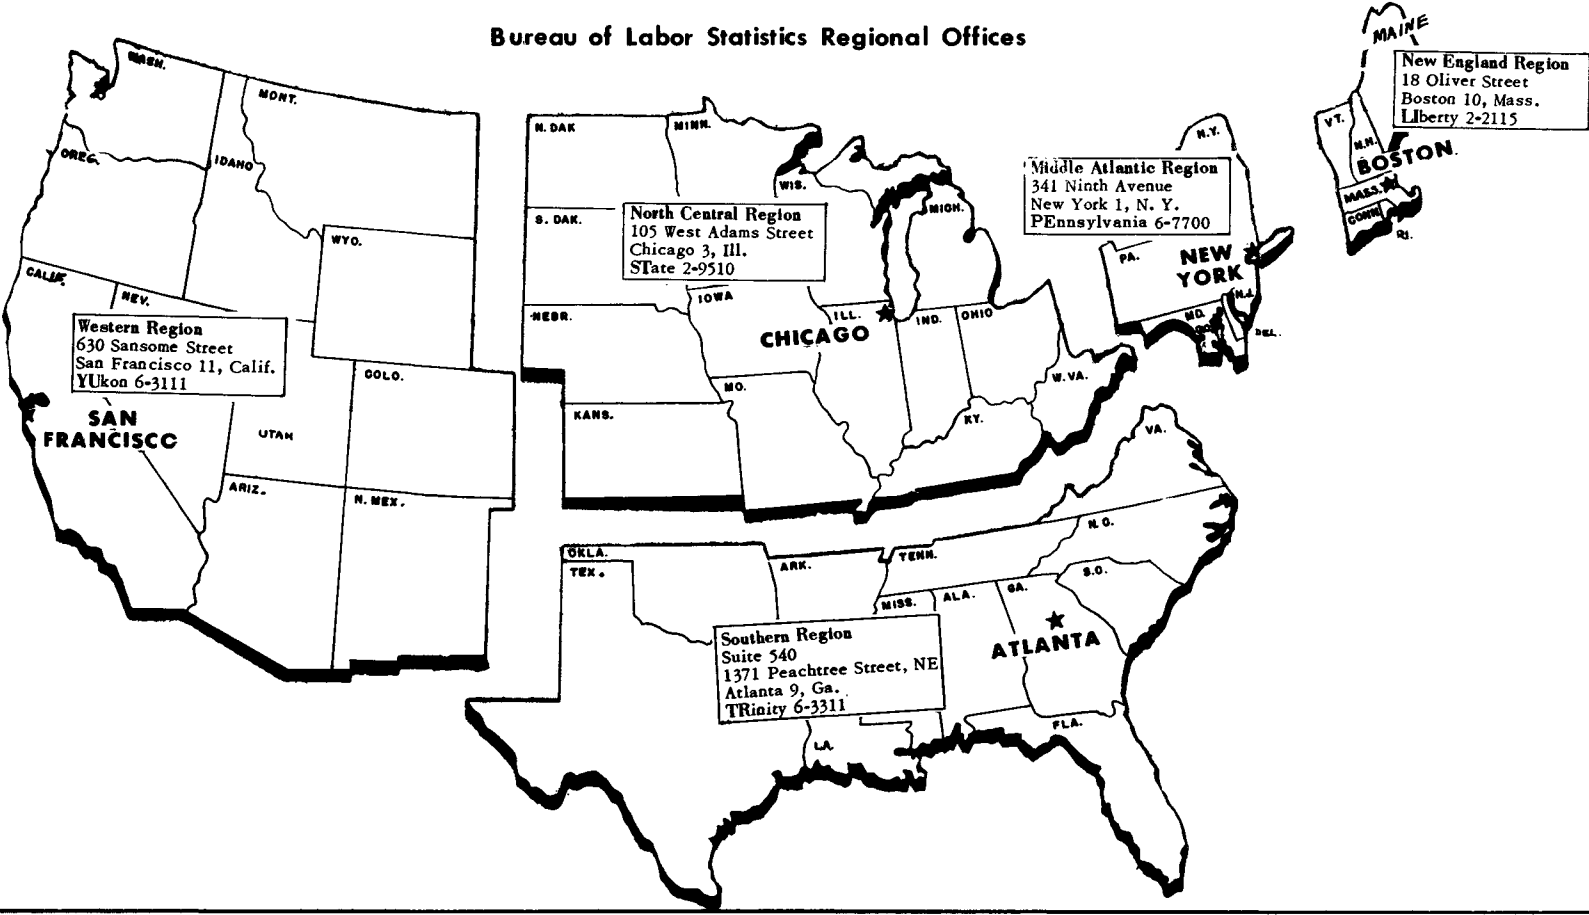 Bureau of Labor Statistics Regional Offices
MAINE
New England Region
18 Oliver Street
Boston 10, Mass.
LIberty 2-2115
VT.
N.H.
BOSTON
MASS.
CONN.
R.I.
N.Y.
Middle Atlantic Region
341 Ninth Avenue
New York 1, N. Y.
PEnnsylvania 6-7700
PA.
NEW
YORK
N.J.
MD.
DEL.
WASH.
MONT.
OREG.
IDAHO
WYO.
CALIF.
NEV.
Western Region
630 Sansome Street
San Francisco 11, Calif.
YUkon 6-3111
SAN
FRANCISCO
UTAH
COLO.
ARIZ.
N. MEX.
N. DAK
MINN.
WIS.
S. DAK.
MICH.
North Central Region
105 West Adams Street
Chicago 3, Ill.
STate 2-9510
IOWA
NEBR.
ILL.
CHICAGO
IND.
OHIO
MO.
KANS.
W. VA.
KY.
VA.
N.C.
OKLA.
TEX.
ARK.
TENN.
S.C.
MISS.
ALA.
GA.
ATLANTA
Southern Region
Suite 540
1371 Peachtree Street, NE
Atlanta 9, Ga.
TRinity 6-3311
LA.
FLA.